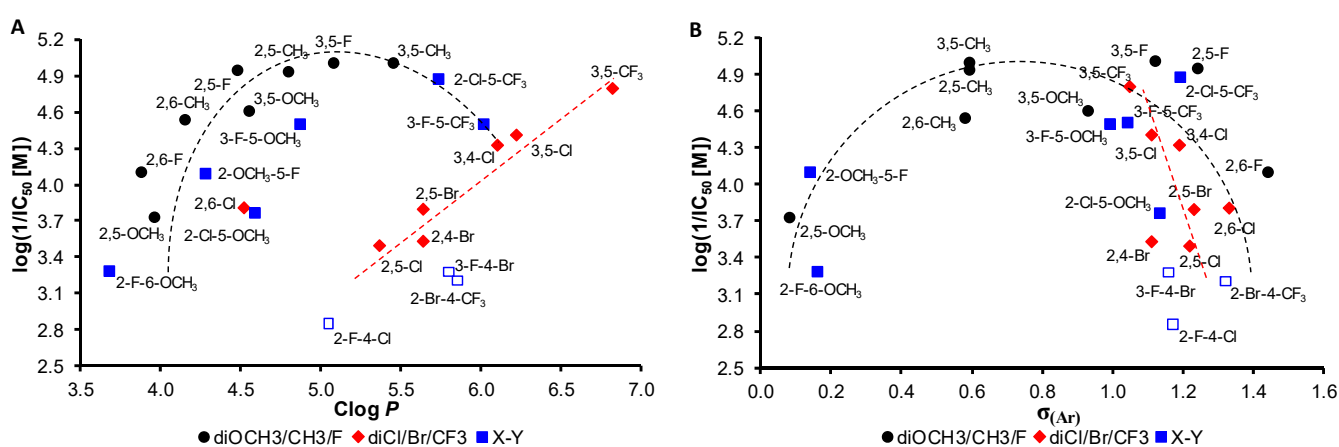 A
log(1/IC₅₀ [M])
5.2
4.9
4.6
4.3
4.0
3.7
3.4
3.1
2.8
2.5
3.5 4.0 4.5 5.0 5.5 6.0 6.5 7.0
Clog P
3,5-F
2,5-CH₃
3,5-CH₃
2,5-F
2-Cl-5-CF₃
3,5-CF₃
2,6-CH₃
3,5-OCH₃
3-F-5-OCH₃
3-F-5-CF₃
2,6-F
3,4-Cl
3,5-Cl
2-OCH₃-5-F
2,6-Cl
2,5-Br
2,5-OCH₃
2-Cl-5-OCH₃
2,4-Br
2,5-Cl
3-F-4-Br
2-F-6-OCH₃
2-Br-4-CF₃
2-F-4-Cl
diOCH3/CH3/F diCl/Br/CF3 X-Y
B
log(1/IC₅₀ [M])
5.2
4.9
4.6
4.3
4.0
3.7
3.4
3.1
2.8
2.5
0.0 0.2 0.4 0.6 0.8 1.0 1.2 1.4 1.6
σ(Ar)
3,5-CH₃
3,5-F
2,5-F
3,5-CF₃
2,5-CH₃
2-Cl-5-CF₃
3,5-OCH₃
2,6-CH₃
3-F-5-CF₃
3-F-5-OCH₃
3,4-Cl
3,5-Cl
2,6-F
2-OCH₃-5-F
2,5-Br
2-Cl-5-OCH₃
2,6-Cl
2,5-OCH₃
2,4-Br
2,5-Cl
2-F-6-OCH₃
3-F-4-Br
2-Br-4-CF₃
2-F-4-Cl
diOCH3/CH3/F diCl/Br/CF3 X-Y